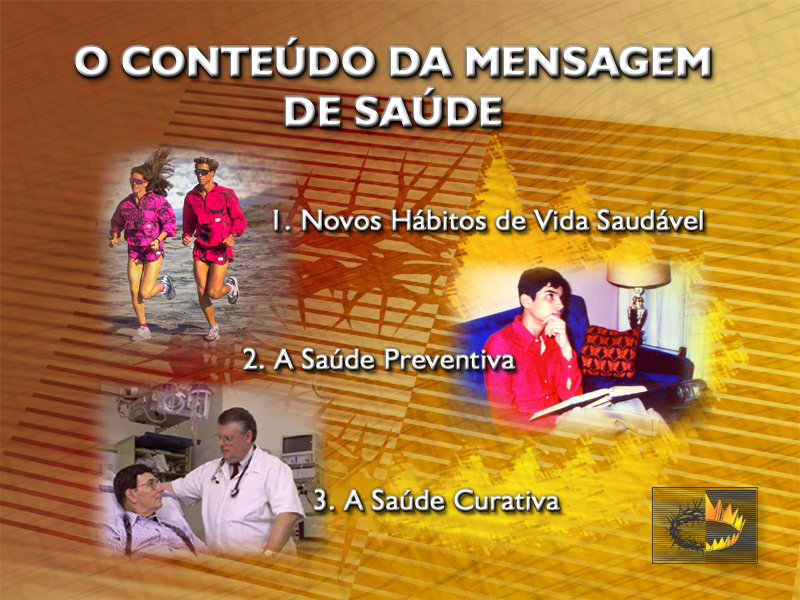 O CONTEÚDO DA MENSAGEM
DE SAÚDE
1. Novos Hábitos de Vida Saudável
2. A Saúde Preventiva
3. A Saúde Curativa